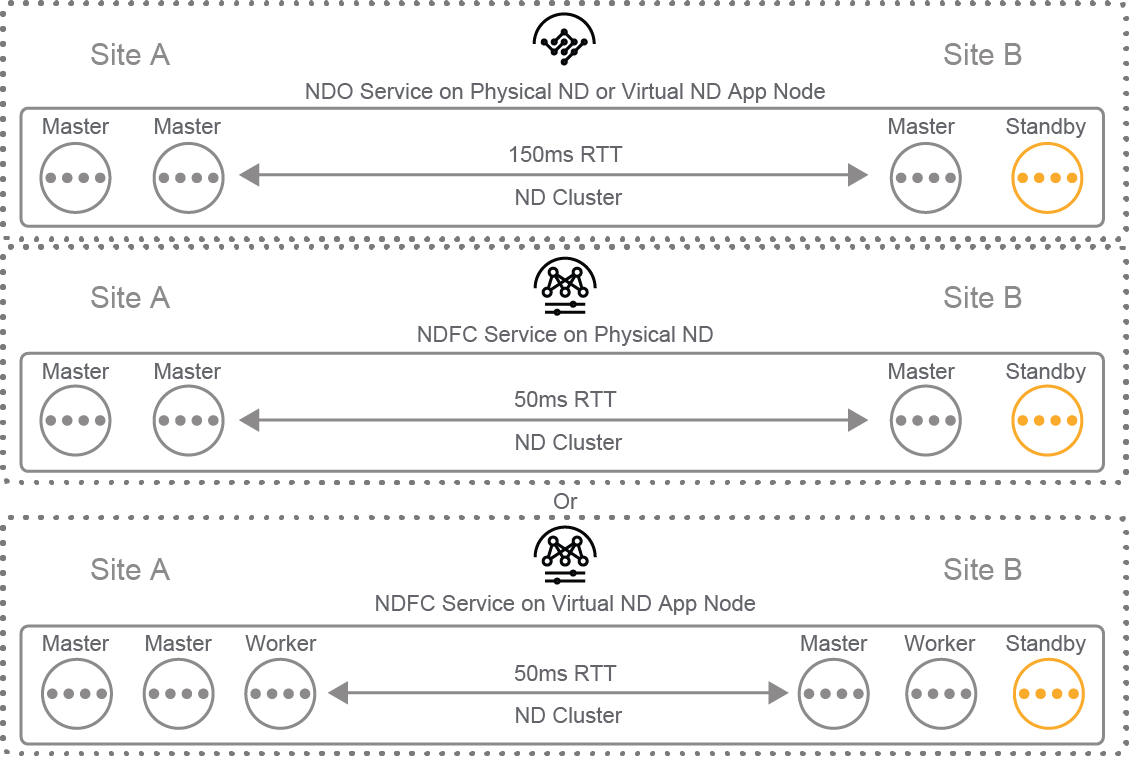 Site A
Site B
NDO Service on Physical ND or Virtual ND App Node
Master Master Master Standby
150ms RTT
ND Cluster
Site A
Site B
NDFC Service on Physical ND
Master Master Master Standby
50ms RTT
ND Cluster
Or
Site A
Site B
NDFC Service on Virtual ND App Node
Master Master Worker Master Worker Standby
50ms RTT
ND Cluster